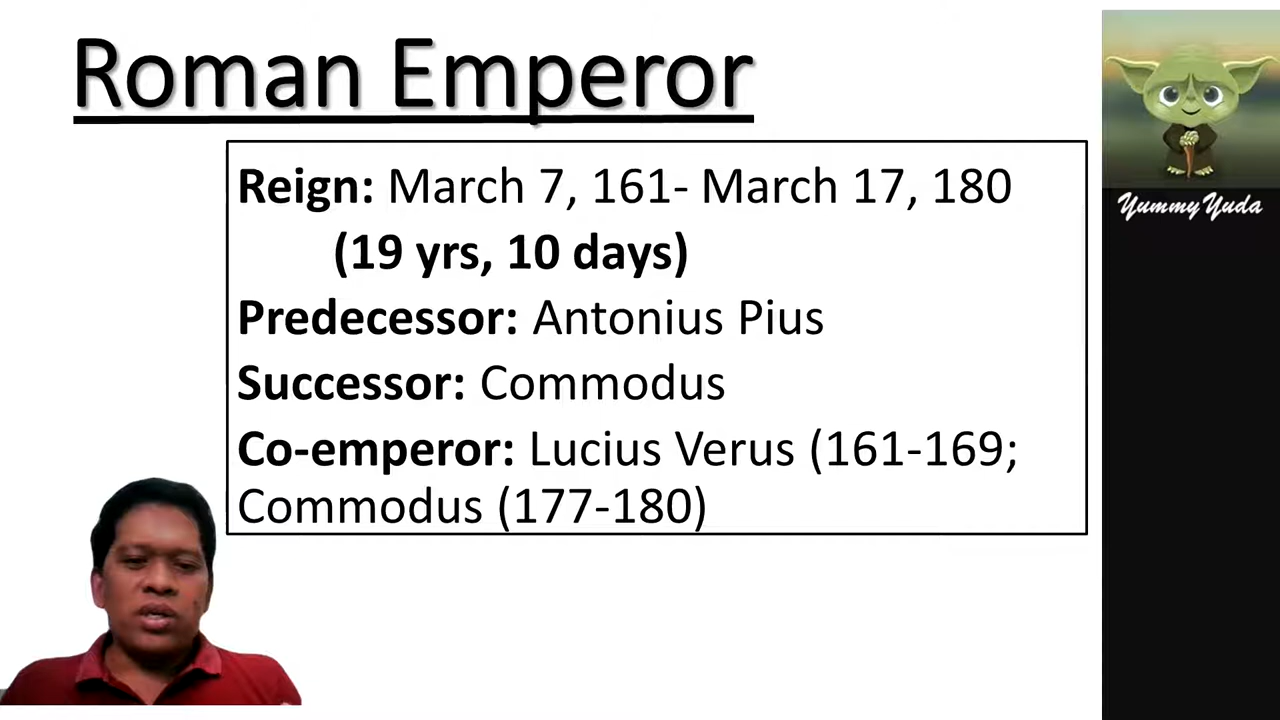 Roman Emperor
Reign: March 7, 161- March 17, 180
(19 yrs, 10 days)
Predecessor: Antonius Pius
Successor: Commodus
Co-emperor: Lucius Verus (161-169;
Commodus (177-180)
Yummy Yuda